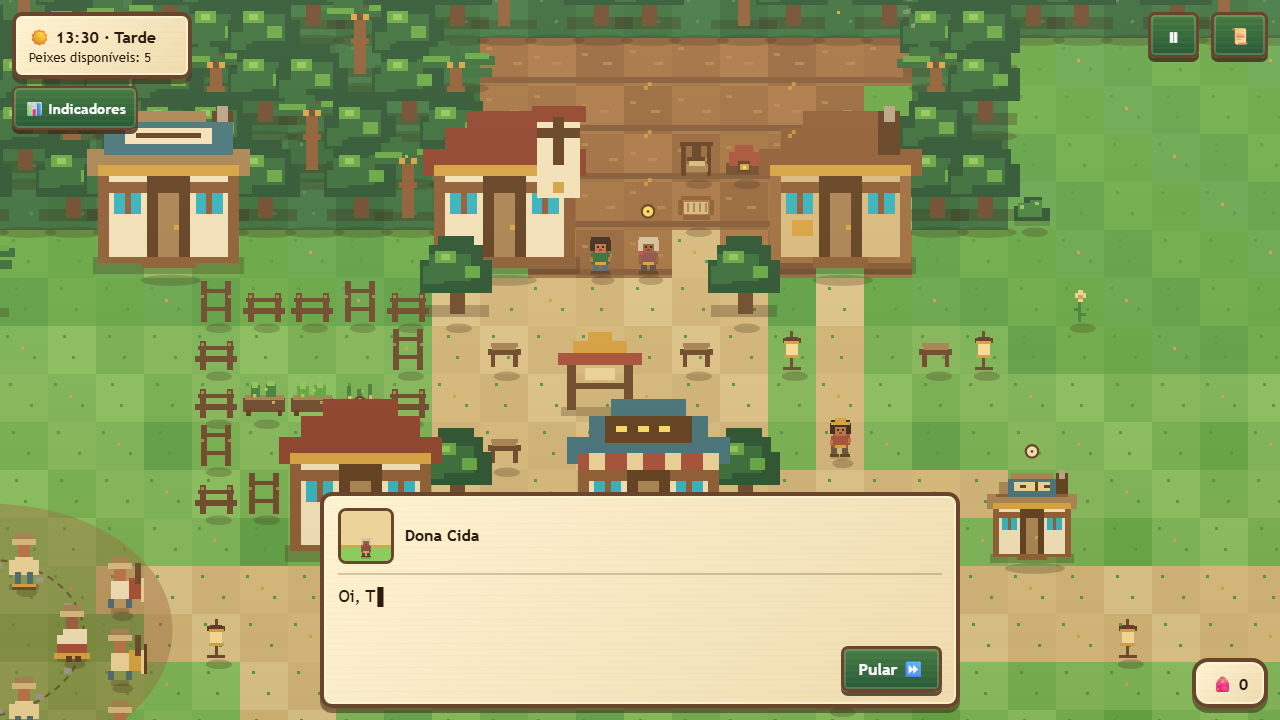 13:30 · Tarde
Peixes disponíveis: 5
Indicadores
Dona Cida
Oi, T
Pular
0